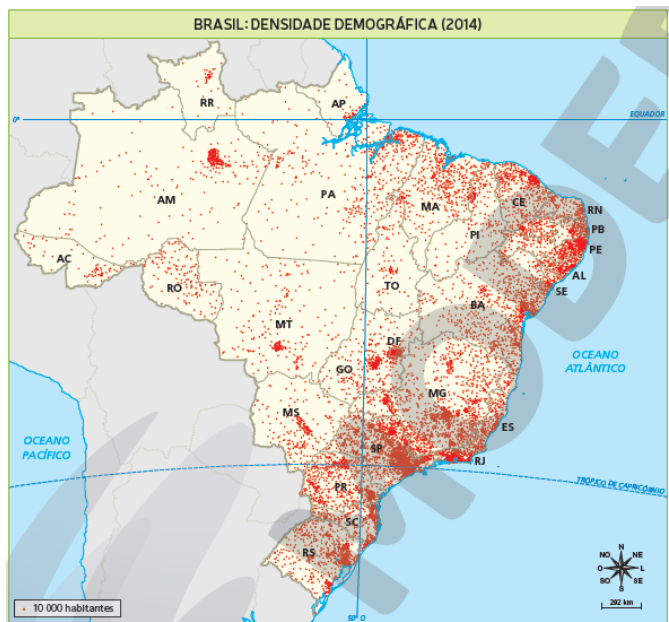 BRASIL: DENSIDADE DEMOGRÁFICA (2014)
RR
AP
0°
EQUADOR
AM
PA
MA
CE
RN
PI
PB
PE
AC
AL
RO
TO
SE
BA
MT
DF
OCEANO
ATLÂNTICO
GO
MG
MS
ES
OCEANO
PACÍFICO
SP
RJ
TRÓPICO DE CAPRICÓRNIO
PR
SC
RS
N
NO NE
O L
SO SE
S
10 000 habitantes
292 km
50° O
MODE